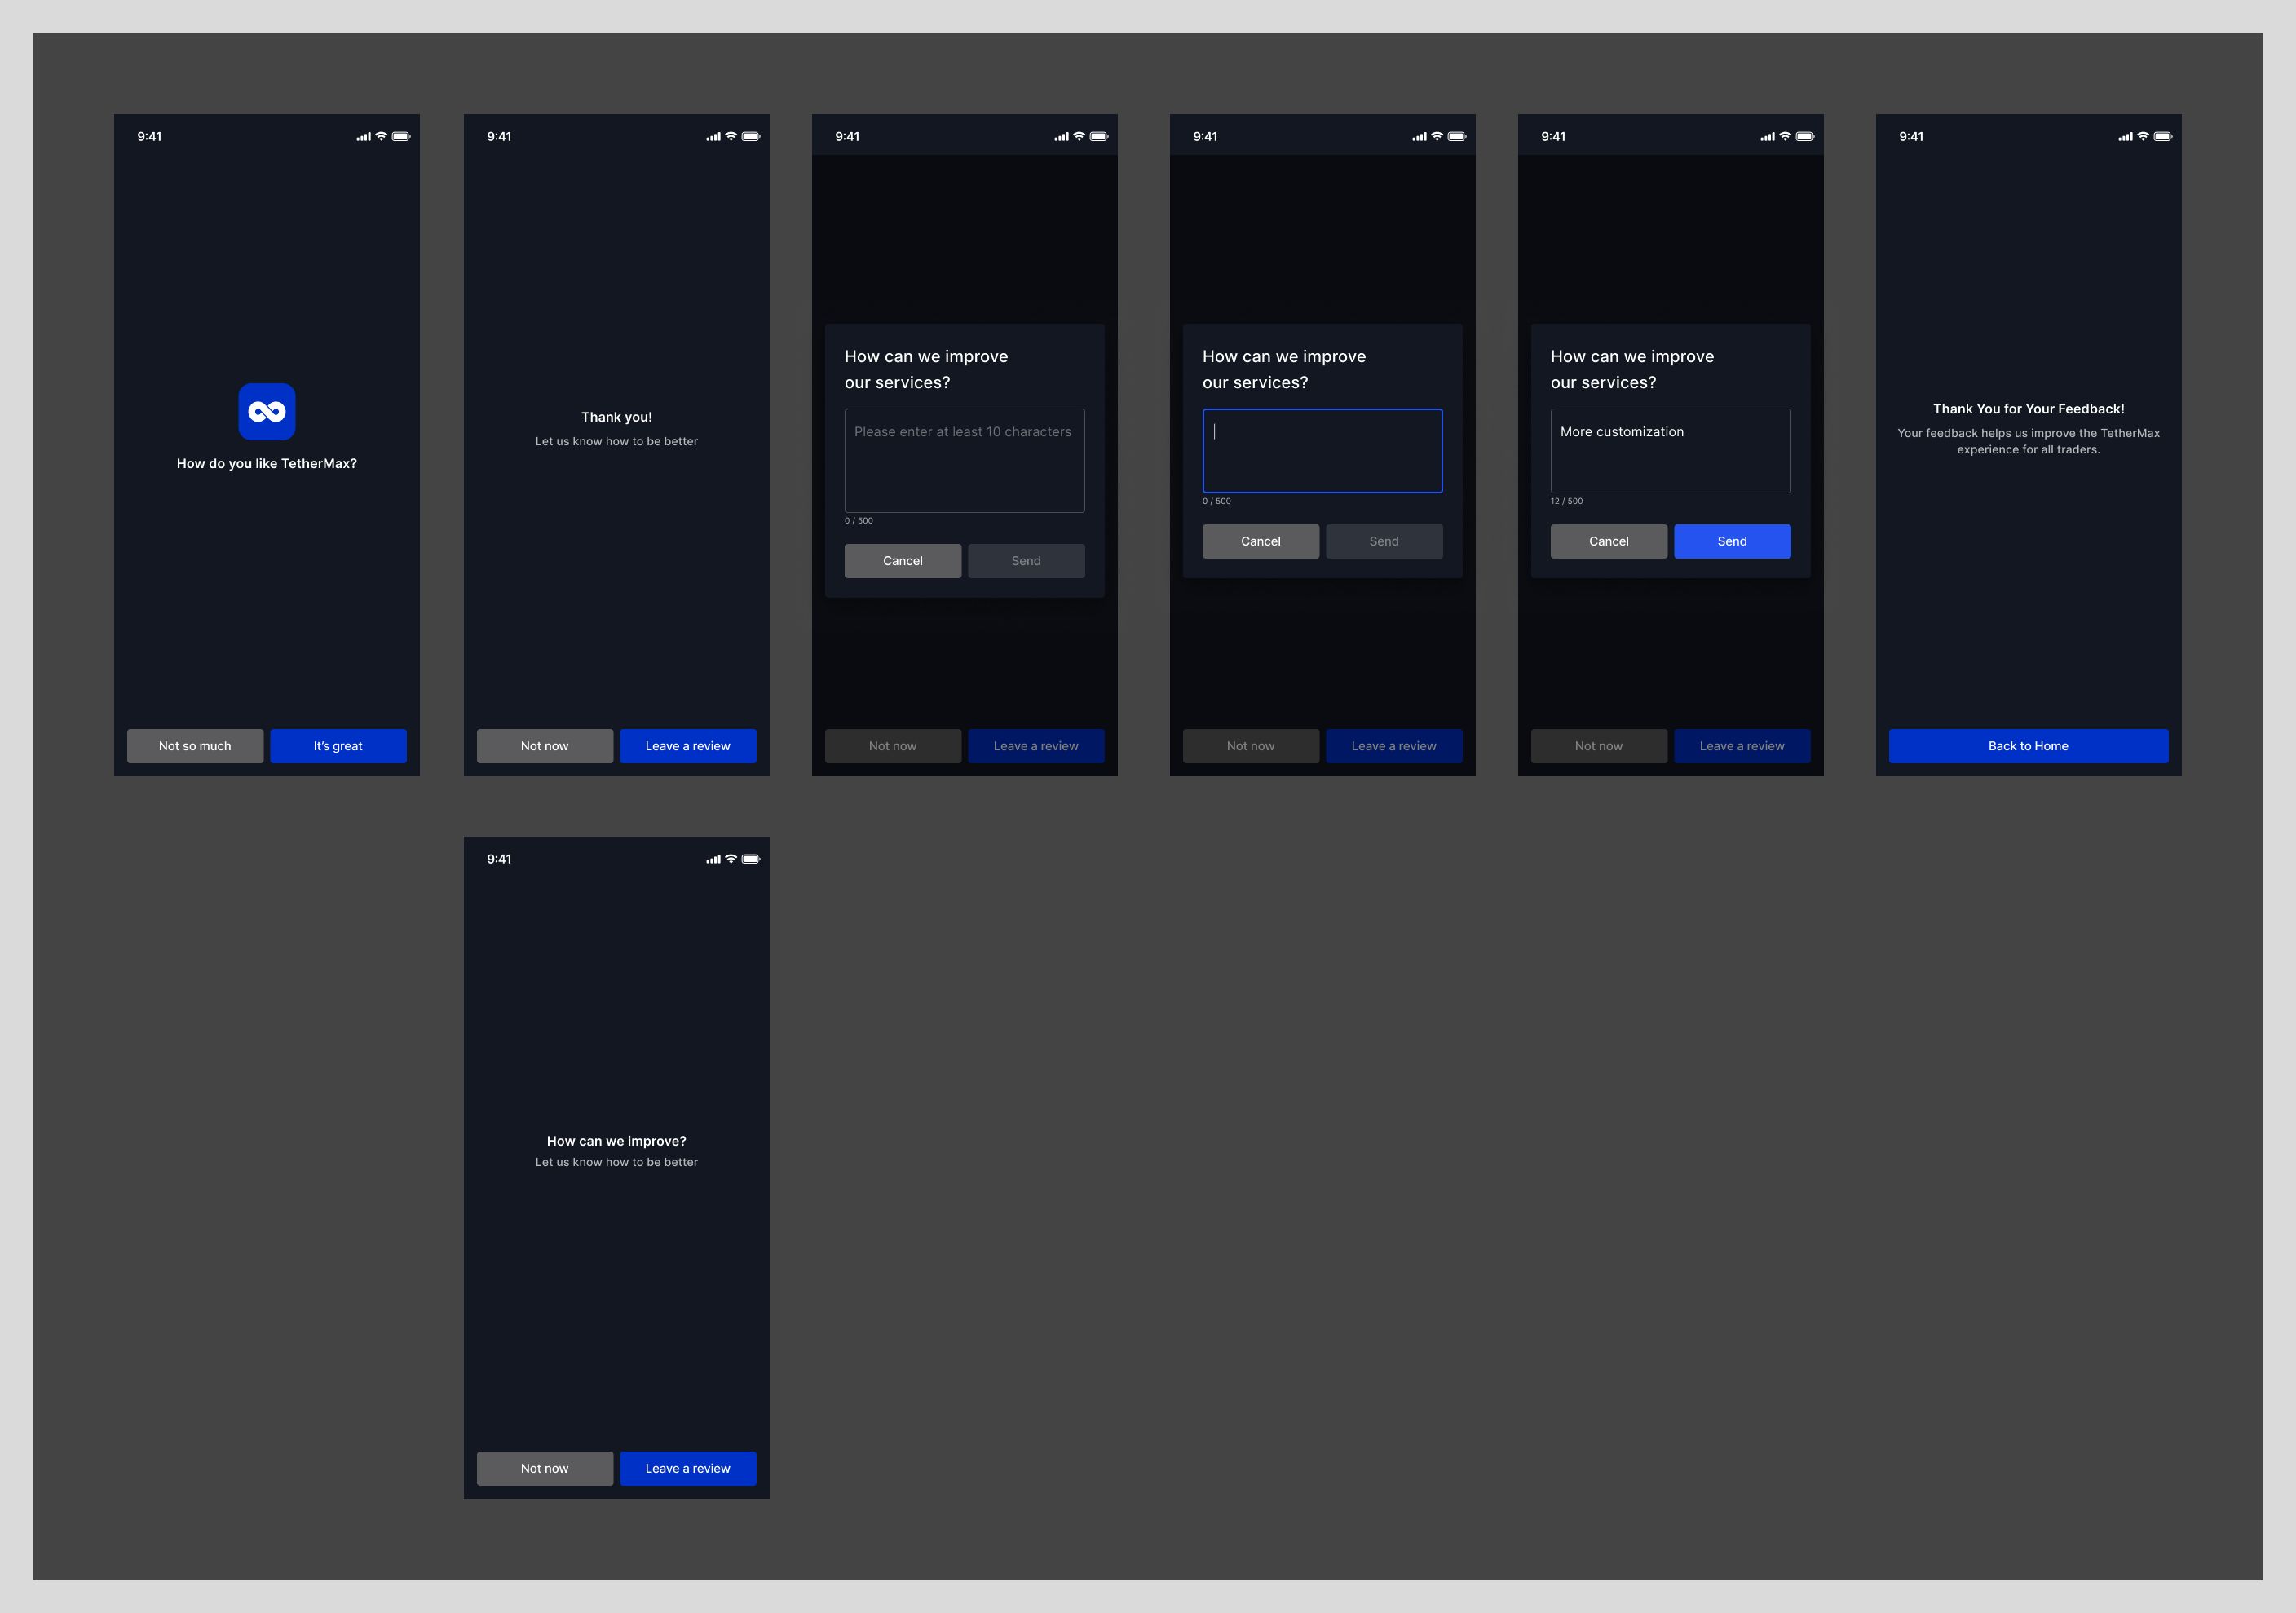 9:41
How do you like TetherMax?
Not so much
It's great
9:41
Thank you!
Let us know how to be better
Not now
Leave a review
9:41
How can we improve
our services?
Please enter at least 10 characters
0 / 500
Cancel
Send
Not now
Leave a review
9:41
How can we improve
our services?
0 / 500
Cancel
Send
Not now
Leave a review
9:41
How can we improve
our services?
More customization
12 / 500
Cancel
Send
Not now
Leave a review
9:41
Thank You for Your Feedback!
Your feedback helps us improve the TetherMax
experience for all traders.
Back to Home
9:41
How can we improve?
Let us know how to be better
Not now
Leave a review